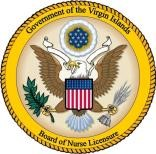 Government of the Virgin Islands
Board of Nurse Licensure